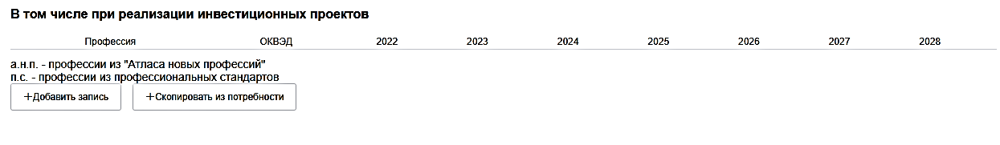 В том числе при реализации инвестиционных проектов
Профессия ОКВЭД 2022 2023 2024 2025 2026 2027 2028
а.н.п. - профессии из "Атласа новых профессий"
п.с. - профессии из профессиональных стандартов
+Добавить запись +Скопировать из потребности